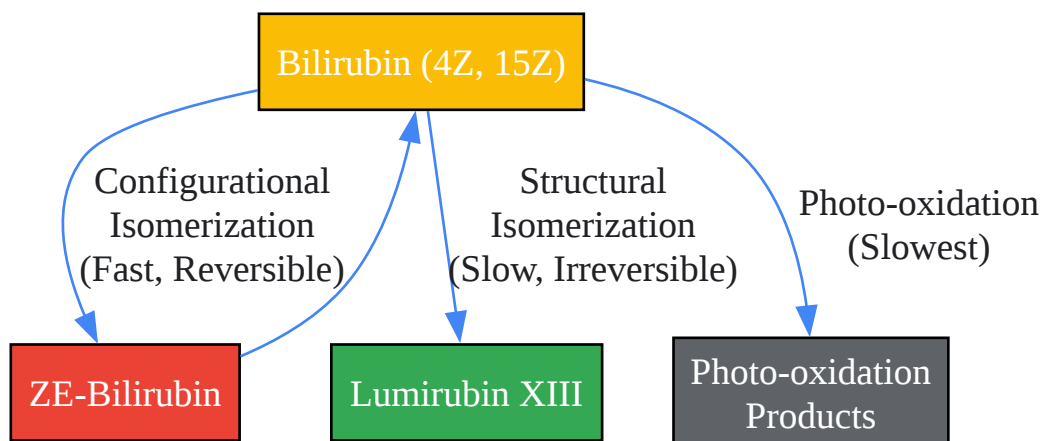 Bilirubin (4Z, 15Z)
Configurational
Isomerization
(Fast, Reversible)
Structural
Isomerization
(Slow, Irreversible)
Photo-oxidation
(Slowest)
ZE-Bilirubin
Lumirubin XIII
Photo-oxidation
Products